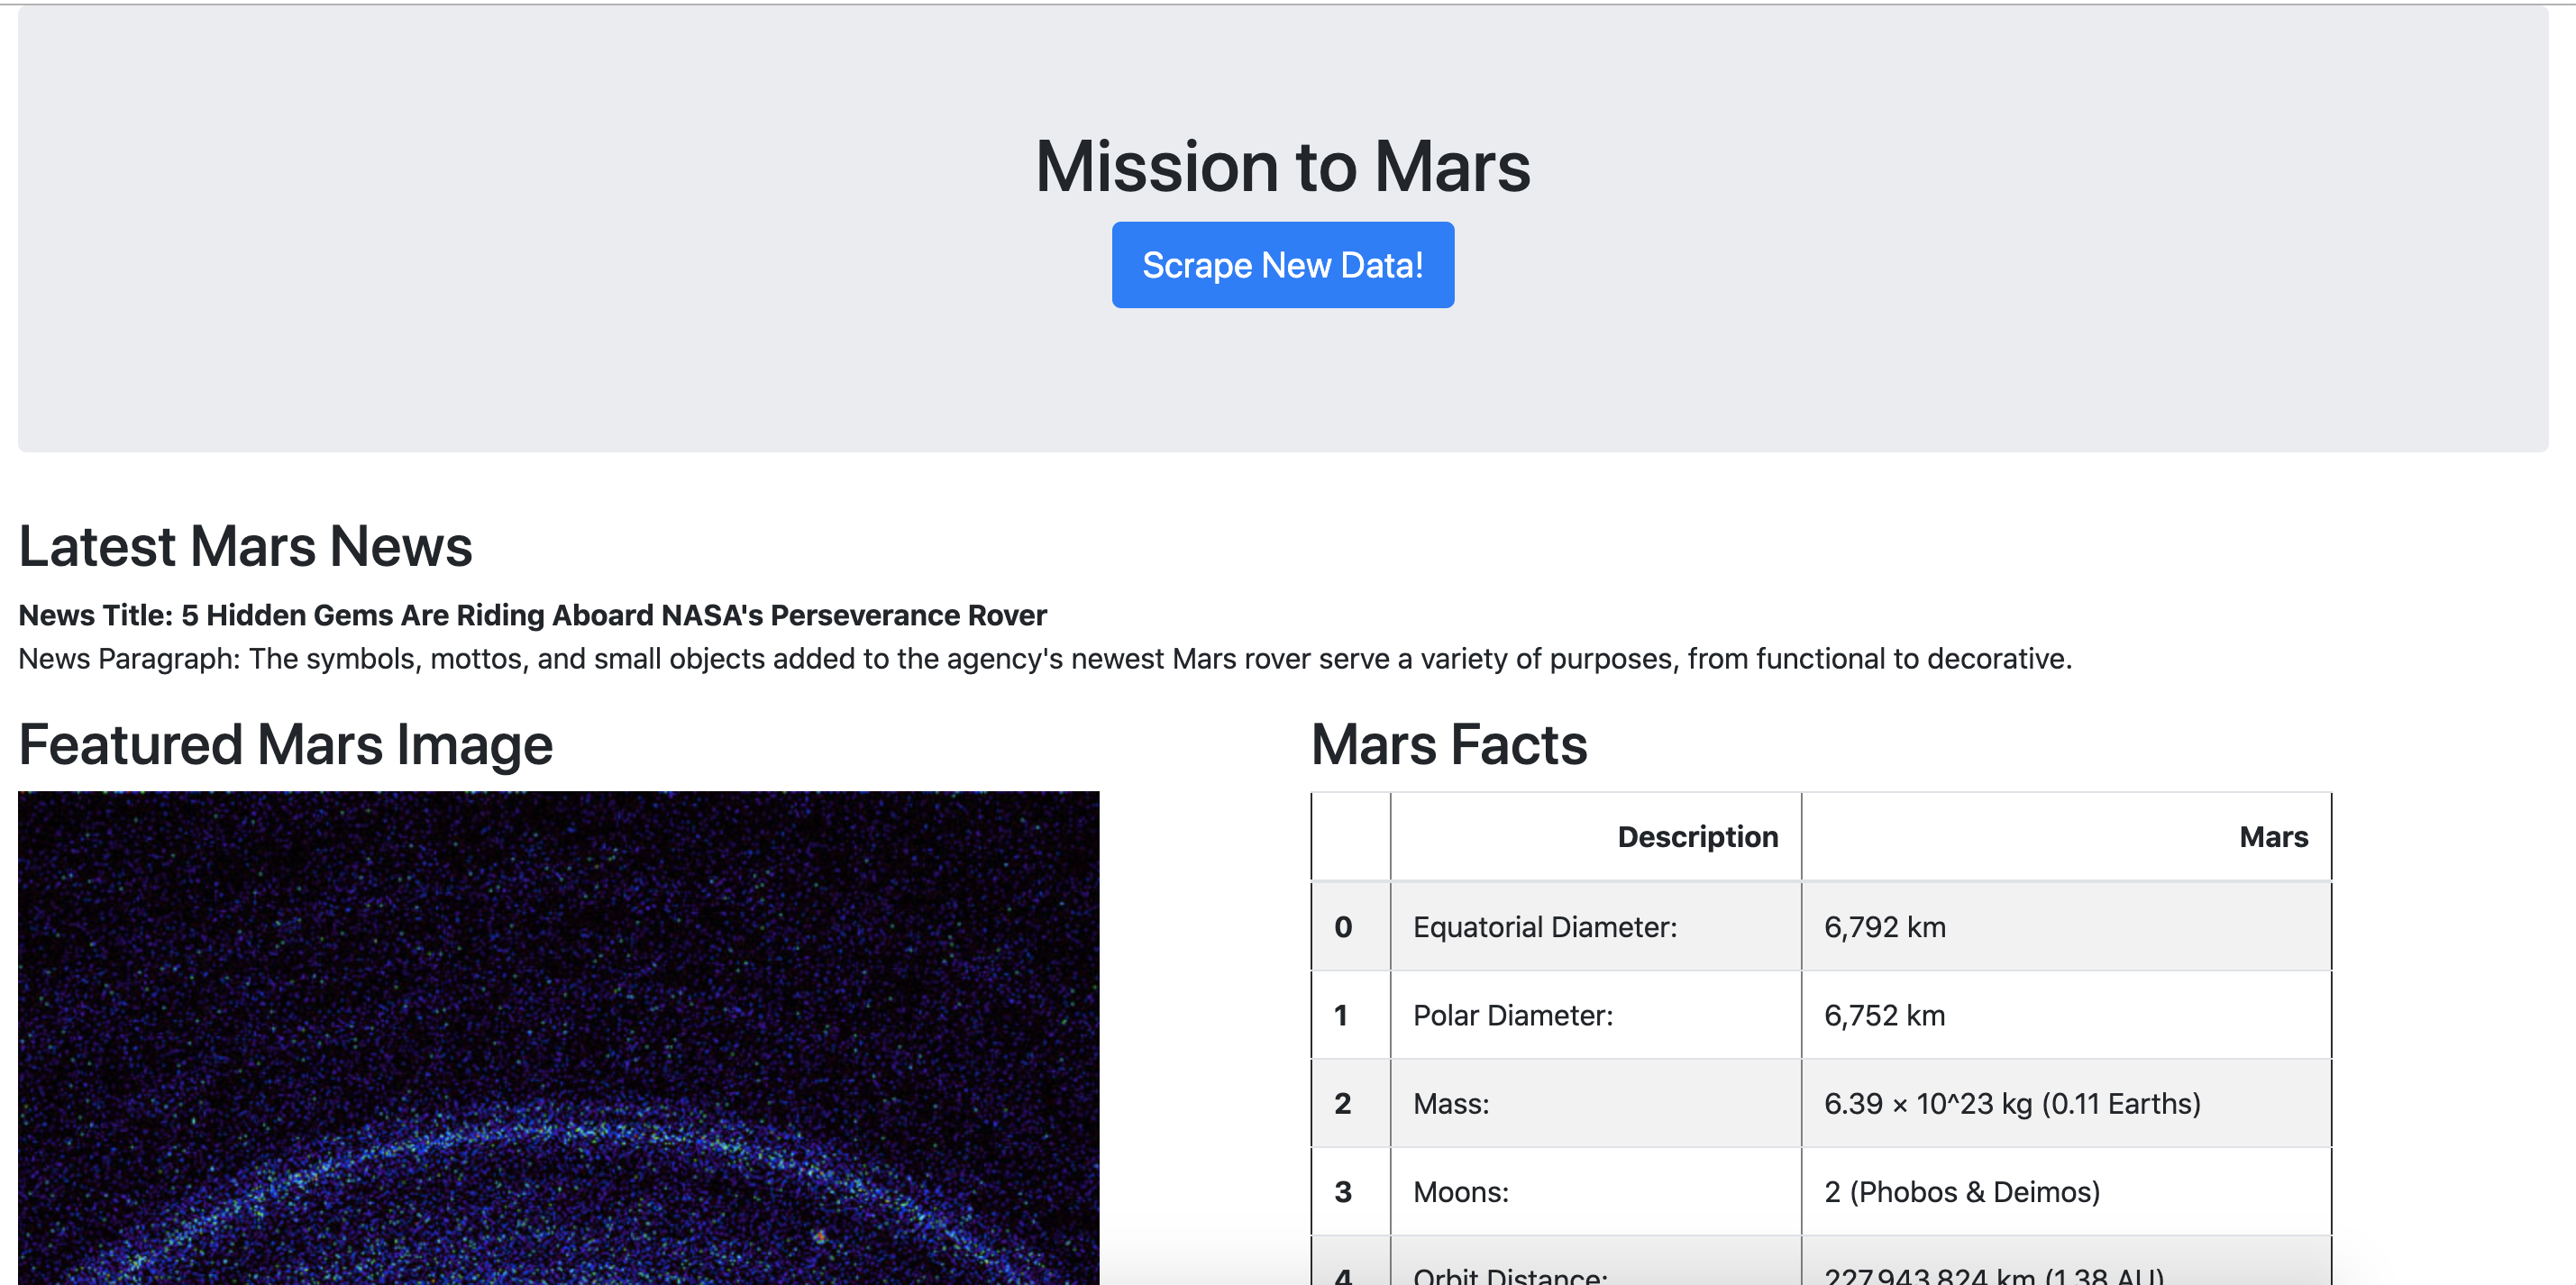 Mission to Mars
Scrape New Data!
Latest Mars News
News Title: 5 Hidden Gems Are Riding Aboard NASA's Perseverance Rover
News Paragraph: The symbols, mottos, and small objects added to the agency's newest Mars rover serve a variety of purposes, from functional to decorative.
Featured Mars Image
Mars Facts
Description Mars
0 Equatorial Diameter: 6,792 km
1 Polar Diameter: 6,752 km
2 Mass: 6.39 × 10^23 kg (0.11 Earths)
3 Moons: 2 (Phobos & Deimos)
4 Orbit Distance: 227,943,824 km (1.38 AU)